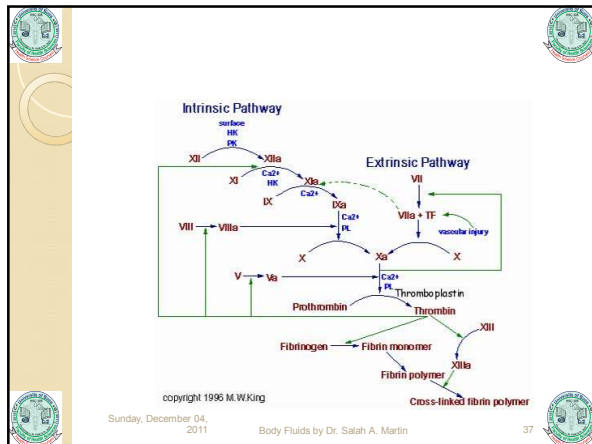 Intrinsic Pathway
surface
HK
PK
XII
XIIa
Extrinsic Pathway
XI
Ca2+
HK
XIa
VII
IX
Ca2+
IXa
VIIa + TF
VIII
VIIIa
Ca2+
PL
vascular injury
X
Xa
X
V
Va
Ca2+
PL
Thromboplastin
Prothrombin
Thrombin
XIII
Fibrinogen
Fibrin monomer
XIIIa
Fibrin polymer
copyright 1996 M.W.King
Cross-linked fibrin polymer
Sunday, December 04,
2011
Body Fluids by Dr. Salah A. Martin
37